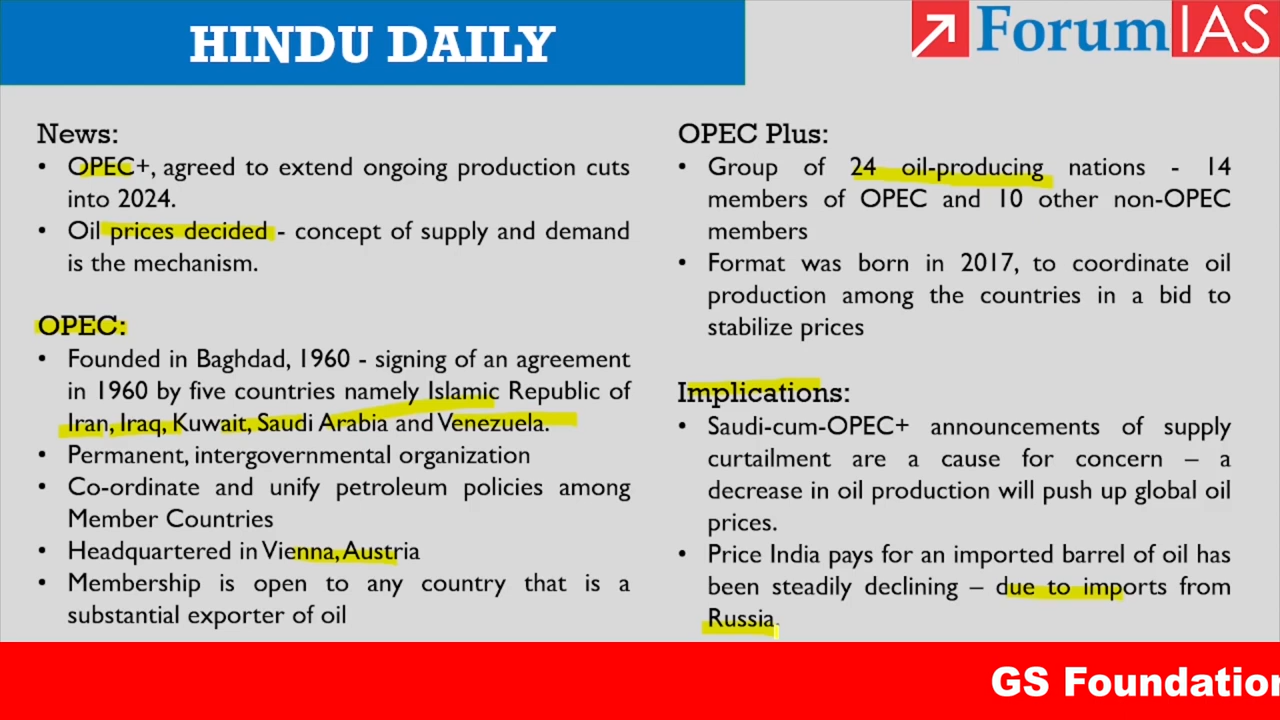 HINDU DAILY
Forum IAS
News:
• OPEC+, agreed to extend ongoing production cuts
into 2024.
• Oil prices decided - concept of supply and demand
is the mechanism.
OPEC:
• Founded in Baghdad, 1960 - signing of an agreement
in 1960 by five countries namely Islamic Republic of
Iran, Iraq, Kuwait, Saudi Arabia and Venezuela.
• Permanent, intergovernmental organization
• Co-ordinate and unify petroleum policies among
Member Countries
• Headquartered in Vienna, Austria
• Membership is open to any country that is a
substantial exporter of oil
OPEC Plus:
• Group of 24 oil-producing nations - 14
members of OPEC and 10 other non-OPEC
members
• Format was born in 2017, to coordinate oil
production among the countries in a bid to
stabilize prices
Implications:
• Saudi-cum-OPEC+ announcements of supply
curtailment are a cause for concern – a
decrease in oil production will push up global oil
prices.
• Price India pays for an imported barrel of oil has
been steadily declining – due to imports from
Russia.
GS Foundation